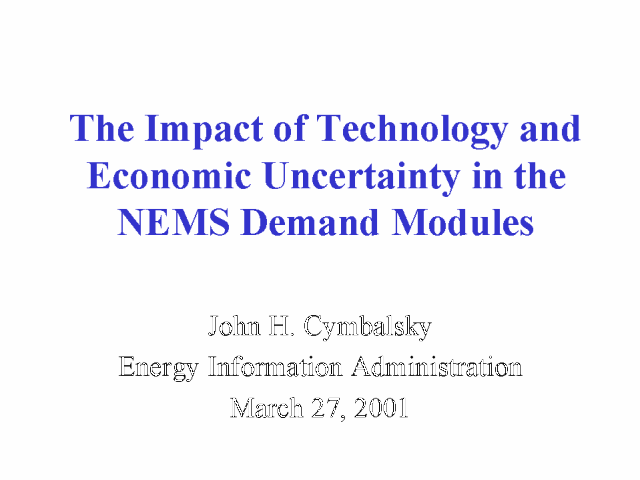 The Impact of Technology and
Economic Uncertainty in the
NEMS Demand Modules
John H. Cymbalsky
Energy Information Administration
March 27, 2001